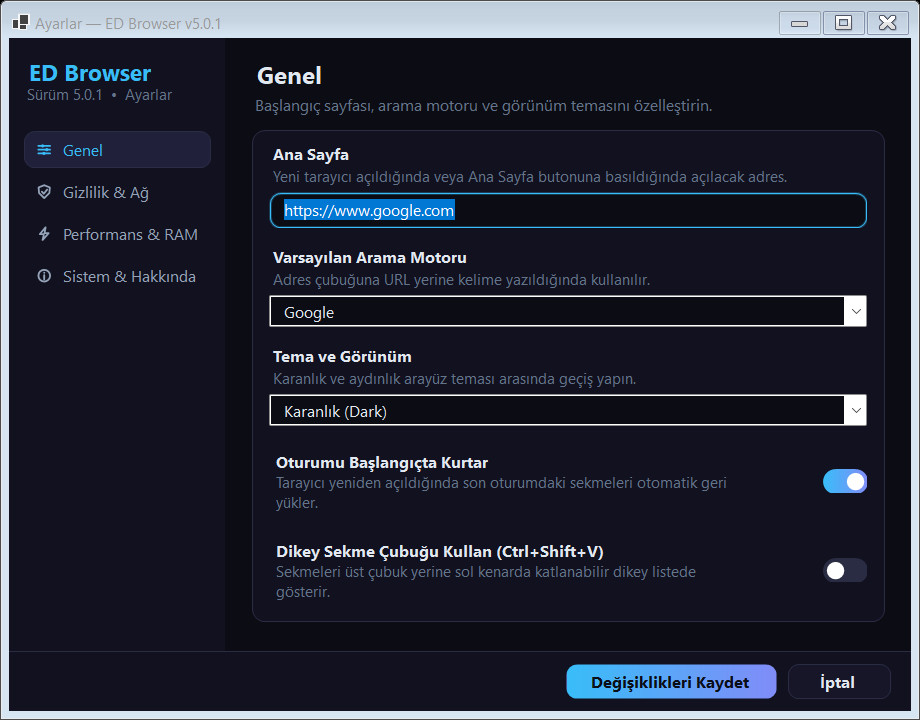 Ayarlar — ED Browser v5.0.1
ED Browser
Sürüm 5.0.1 • Ayarlar
Genel
Gizlilik & Ağ
Performans & RAM
Sistem & Hakkında
Genel
Başlangıç sayfası, arama motoru ve görünüm temasını özelleştirin.
Ana Sayfa
Yeni tarayıcı açıldığında veya Ana Sayfa butonuna basıldığında açılacak adres.
https://www.google.com
Varsayılan Arama Motoru
Adres çubuğuna URL yerine kelime yazıldığında kullanılır.
Google
Tema ve Görünüm
Karanlık ve aydınlık arayüz teması arasında geçiş yapın.
Karanlık (Dark)
Oturumu Başlangıçta Kurtar
Tarayıcı yeniden açıldığında son oturumdaki sekmeleri otomatik geri
yükler.
Dikey Sekme Çubuğu Kullan (Ctrl+Shift+V)
Sekmeleri üst çubuk yerine sol kenarda katlanabilir dikey listede
gösterir.
Değişiklikleri Kaydet
İptal